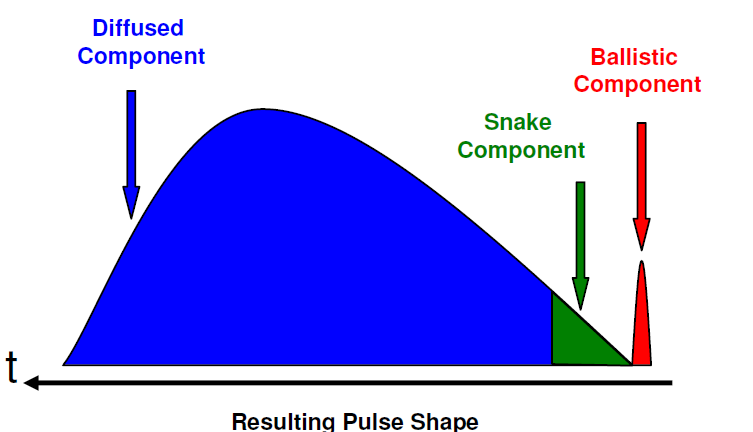 Diffused
Component
Ballistic
Component
Snake
Component
t
Resulting Pulse Shape